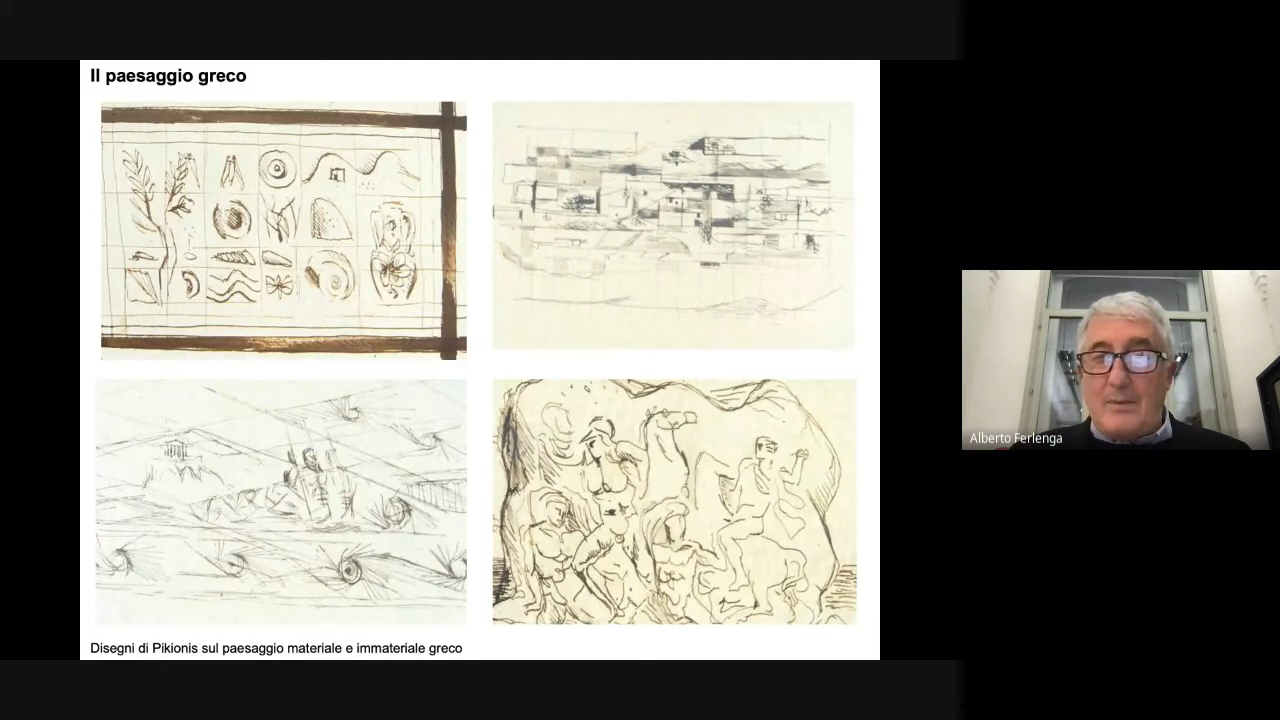 Il paesaggio greco
Alberto Ferlenga
Disegni di Pikionis sul paesaggio materiale e immateriale greco